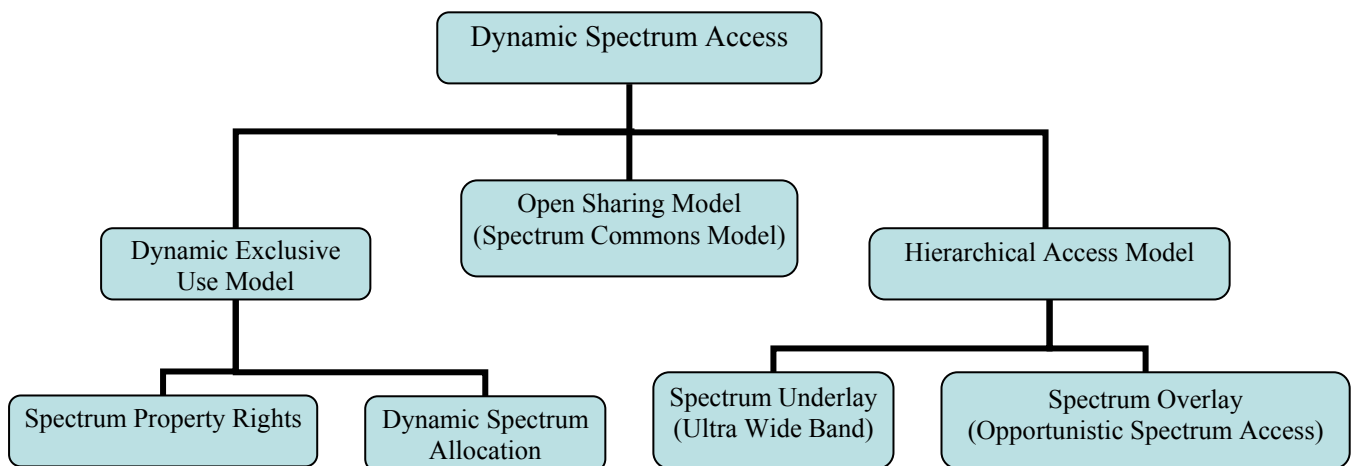 Dynamic Spectrum Access
Open Sharing Model
(Spectrum Commons Model)
Dynamic Exclusive
Use Model
Hierarchical Access Model
Spectrum Property Rights
Dynamic Spectrum
Allocation
Spectrum Underlay
(Ultra Wide Band)
Spectrum Overlay
(Opportunistic Spectrum Access)